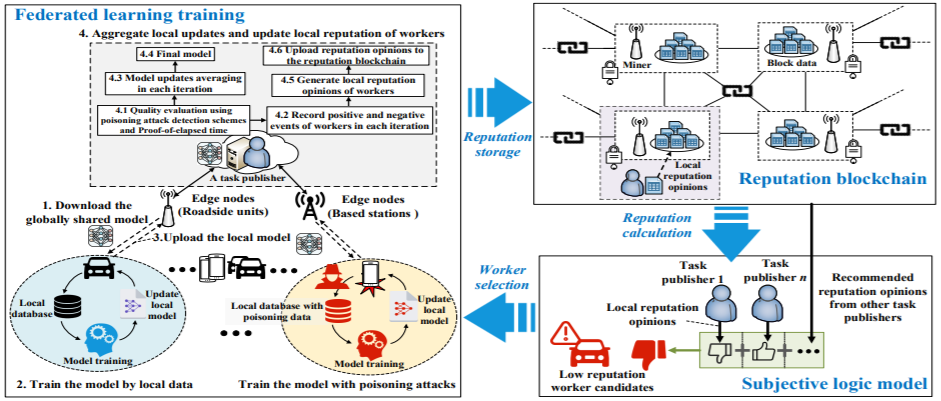 Federated learning training
4. Aggregate local updates and update local reputation of workers
4.4 Final model
4.6 Upload reputation opinions to
the reputation blockchain
4.3 Model updates averaging
in each iteration
4.5 Generate local reputation
opinions of workers
4.1 Quality evaluation using
poisoning attack detection schemes
and Proof-of-elapsed time
4.2 Record positive and negative
events of workers in each iteration
A task publisher
1. Download the
globally shared model
Edge nodes
(Roadside units)
Edge nodes
(Based stations )
3.Upload the local model
Local
database
Update
local
model
Model training
Local database with
poisoning data
Update
local
model
Model training
2. Train the model by local data
Train the model with poisoning attacks
Reputation
storage
Miner
Block data
Local
reputation
opinions
Reputation blockchain
Reputation
calculation
Worker
selection
Task
publisher 1
Task
publisher n
Recommended
reputation opinions
from other task
publishers
Local reputation
opinions
Low reputation
worker candidates
Subjective logic model